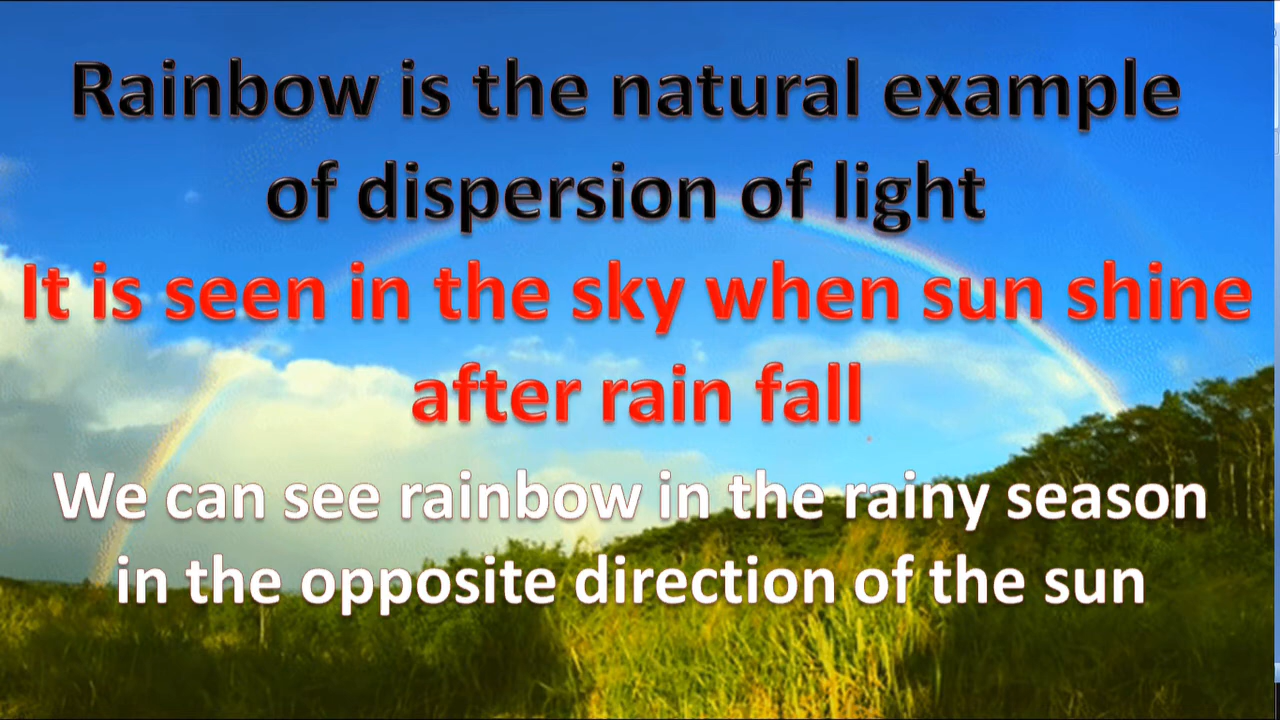 Rainbow is the natural example
of dispersion of light
It is seen in the sky when sun shine
after rain fall
We can see rainbow in the rainy season
in the opposite direction of the sun